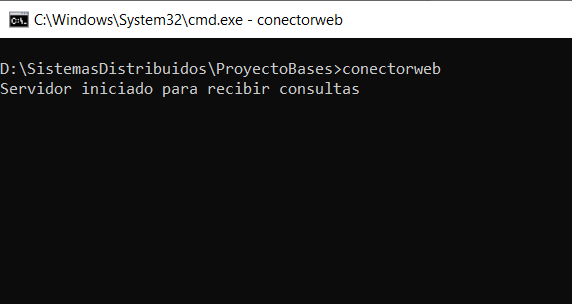 C:\Windows\System32\cmd.exe - conectorweb
D:\SistemasDistribuidos\ProyectoBases>conectorweb
Servidor iniciado para recibir consultas